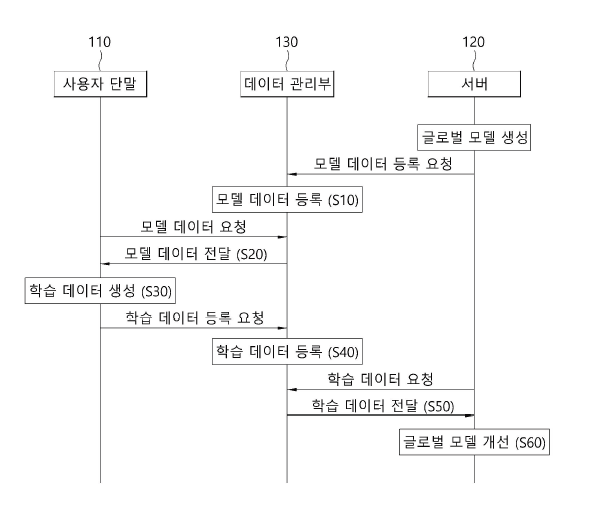 110
130
120
사용자 단말
데이터 관리부
서버
글로벌 모델 생성
모델 데이터 등록 요청
모델 데이터 등록 (S10)
모델 데이터 요청
모델 데이터 전달 (S20)
학습 데이터 생성 (S30)
학습 데이터 등록 요청
학습 데이터 등록 (S40)
학습 데이터 요청
학습 데이터 전달 (S50)
글로벌 모델 개선 (S60)